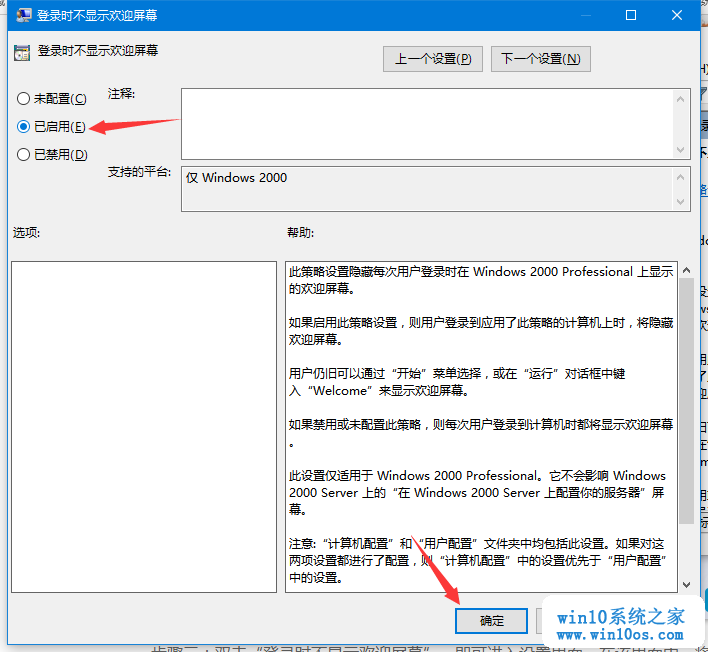 登录时不显示欢迎屏幕
登录时不显示欢迎屏幕
上一个设置(P)
下一个设置(N)
未配置(C)
注释:
已启用(E)
已禁用(D)
支持的平台:
仅 Windows 2000
选项:
帮助:
此策略设置隐藏每次用户登录时在 Windows 2000 Professional 上显示
的欢迎屏幕。
如果启用此策略设置，则用户登录到应用了此策略的计算机上时，将隐藏
欢迎屏幕。
用户仍旧可以通过“开始”菜单选择，或在“运行”对话框中键
入“Welcome”来显示欢迎屏幕。
如果禁用或未配置此策略，则每次用户登录到计算机时都将显示欢迎屏幕
。
此设置仅适用于 Windows 2000 Professional。它不会影响 Windows
2000 Server 上的“在 Windows 2000 Server 上配置你的服务器”屏
幕。
注意:“计算机配置”和“用户配置”文件夹中均包括此设置。如果对这
两项设置都进行了配置，则“计算机配置”中的设置优先于“用户配置”
中的设置。
确定
win10系统之家
www.win10os.com